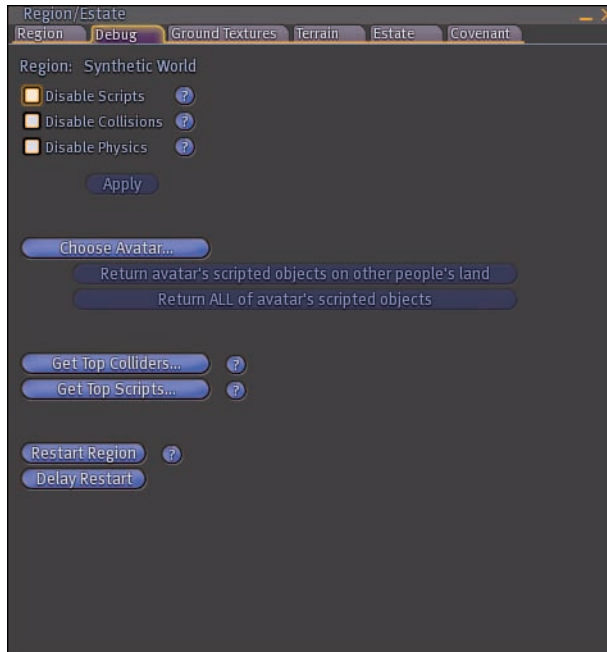 Region/Estate
Region Debug Ground Textures Terrain Estate Covenant
Region: Synthetic World
Disable Scripts ?
Disable Collisions ?
Disable Physics ?
Apply
Choose Avatar...
Return avatar's scripted objects on other people's land
Return ALL of avatar's scripted objects
Get Top Colliders... ?
Get Top Scripts... ?
Restart Region ?
Delay Restart